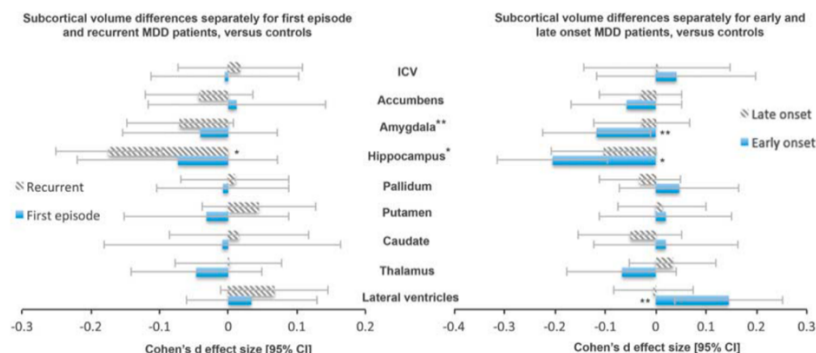 Subcortical volume differences separately for first episode
and recurrent MDD patients, versus controls
Subcortical volume differences separately for early and
late onset MDD patients, versus controls
ICV
Accumbens
Amygdala**
Hippocampus*
Pallidum
Putamen
Caudate
Thalamus
Lateral ventricles
*
Recurrent
First episode
**
*
**
Late onset
Early onset
-0.3 -0.2 -0.1 0 0.1 0.2
-0.4 -0.3 -0.2 -0.1 0 0.1 0.2 0.3
Cohen's d effect size [95% CI]
Cohen's d effect size [95% CI]